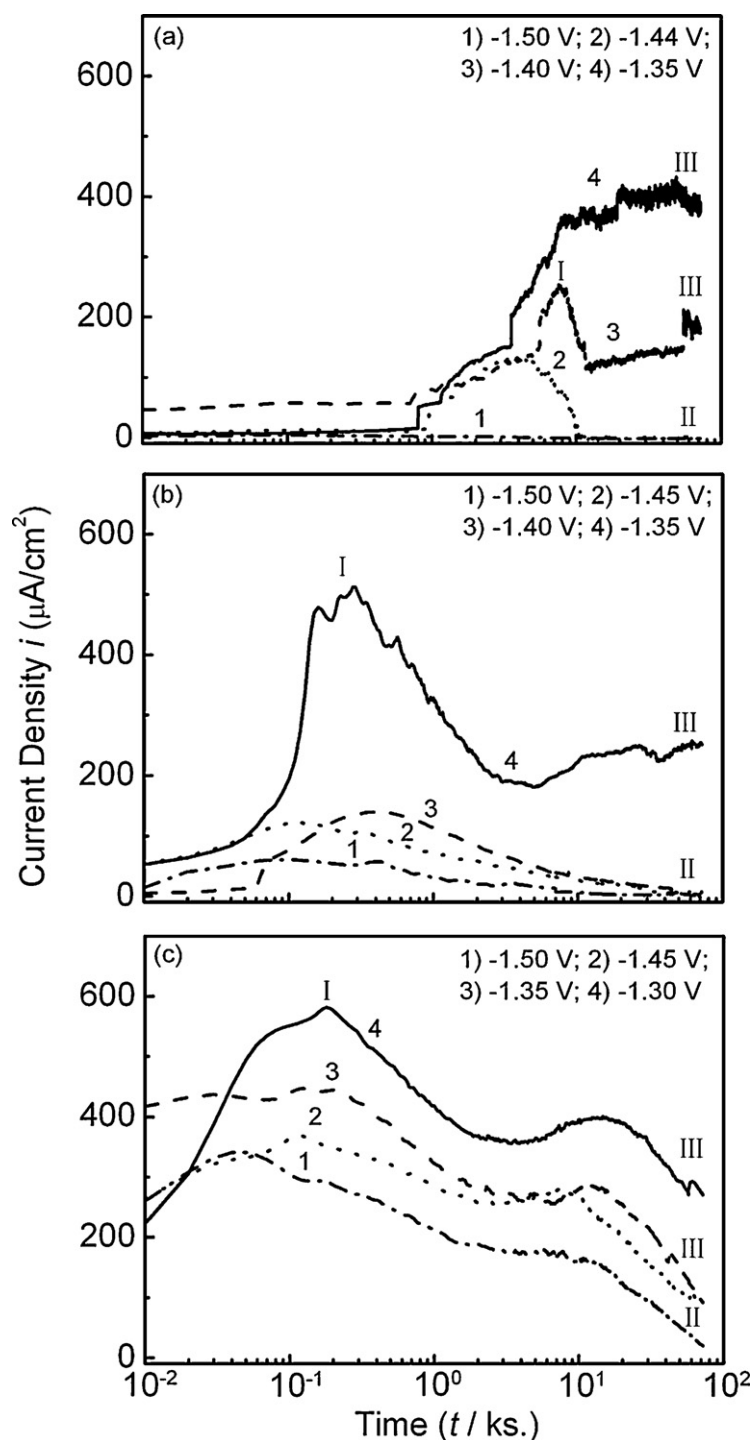 (a)
1) -1.50 V; 2) -1.44 V;
3) -1.40 V; 4) -1.35 V
600
400
200
0
4
III
I
III
3
2
1
II
(b)
1) -1.50 V; 2) -1.45 V;
3) -1.40 V; 4) -1.35 V
600
400
200
0
I
4
III
3
2
1
II
Current Density i (μA/cm²)
(c)
1) -1.50 V; 2) -1.45 V;
3) -1.35 V; 4) -1.30 V
600
400
200
0
I
4
3
2
1
III
III
II
10⁻² 10⁻¹ 10⁰ 10¹ 10²
Time (t / ks.)